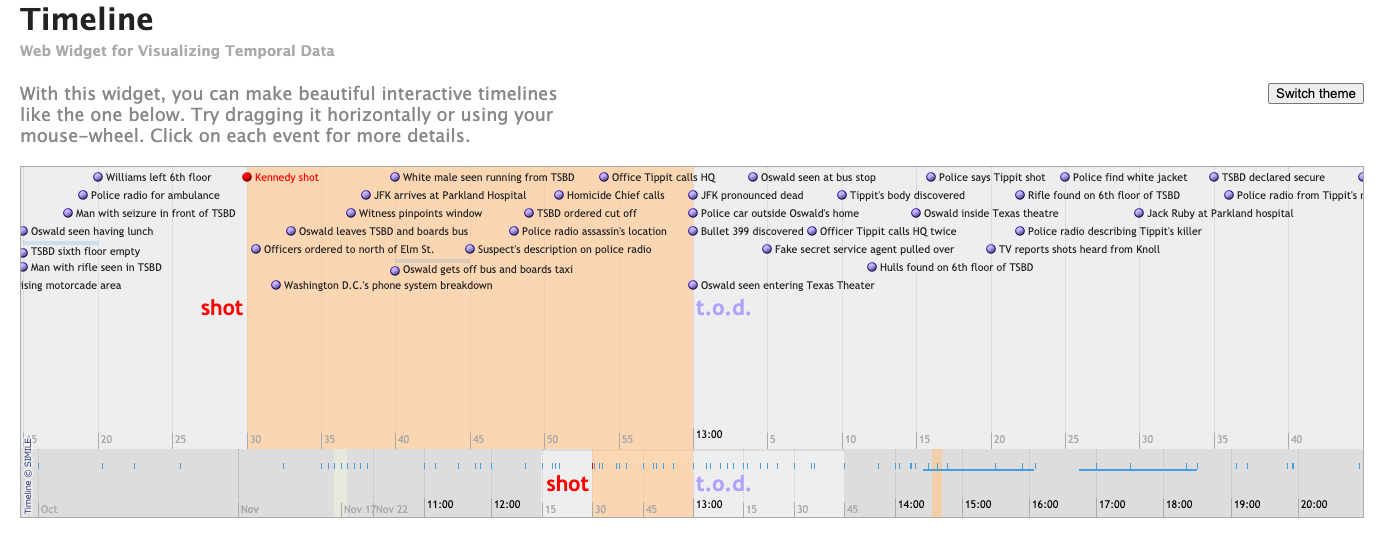 Timeline
Web Widget for Visualizing Temporal Data
With this widget, you can make beautiful interactive timelines
like the one below. Try dragging it horizontally or using your
mouse-wheel. Click on each event for more details.
Switch theme
Williams left 6th floor Kennedy shot White male seen running from TSBD Office Tippit calls HQ Oswald seen at bus stop Police says Tippit shot Police find white jacket TSBD declared secure
Police radio for ambulance JFK arrives at Parkland Hospital Homicide Chief calls JFK pronounced dead Tippit's body discovered Rifle found on 6th floor of TSBD Police radio from Tippit's
Man with seizure in front of TSBD Witness pinpoints window TSBD ordered cut off Police car outside Oswald's home Oswald inside Texas theatre Jack Ruby at Parkland hospital
Oswald seen having lunch Oswald leaves TSBD and boards bus Police radio assassin's location Bullet 399 discovered Officer Tippit calls HQ twice Police radio describing Tippit's killer
TSBD sixth floor empty Officers ordered to north of Elm St. Suspect's description on police radio Fake secret service agent pulled over TV reports shots heard from Knoll
Man with rifle seen in TSBD Oswald gets off bus and boards taxi Hulls found on 6th floor of TSBD
ising motorcade area Washington D.C.'s phone system breakdown Oswald seen entering Texas Theater
shot t.o.d.
20 25 30 35 40 45 50 55 13:00 5 10 15 20 25 30 35 40
Timeline © SIMILE
shot t.o.d.
Oct Nov Nov 17 Nov 22 11:00 12:00 15 30 45 13:00 15 30 45 14:00 15:00 16:00 17:00 18:00 19:00 20:00